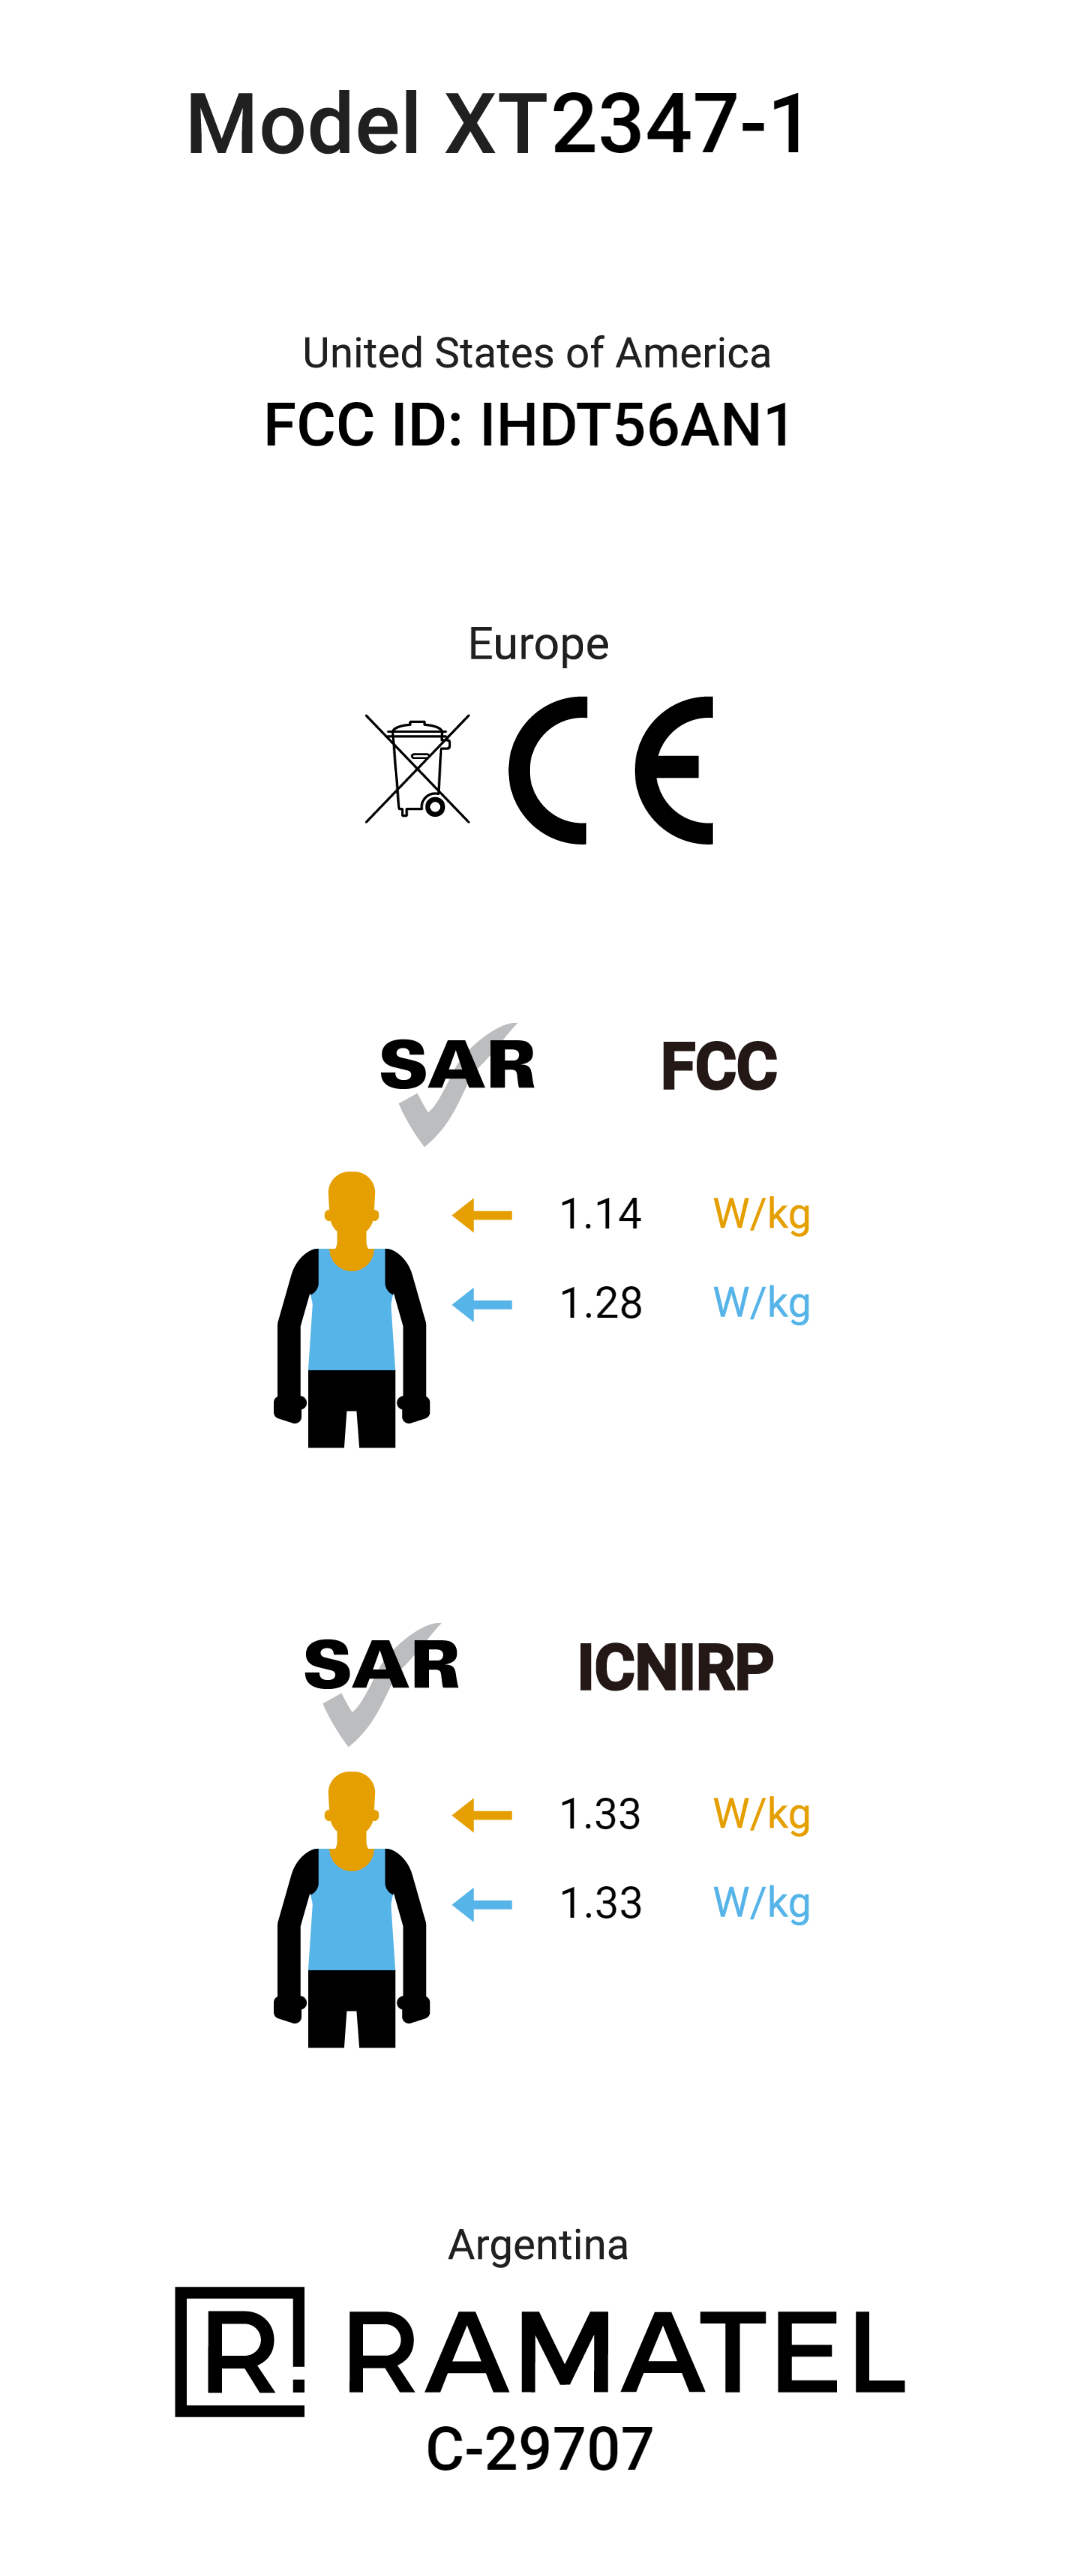 Model XT2347-1
United States of America
FCC ID: IHDT56AN1
Europe
CE
SAR FCC
1.14 W/kg
1.28 W/kg
SAR ICNIRP
1.33 W/kg
1.33 W/kg
Argentina
R RAMATEL
C-29707